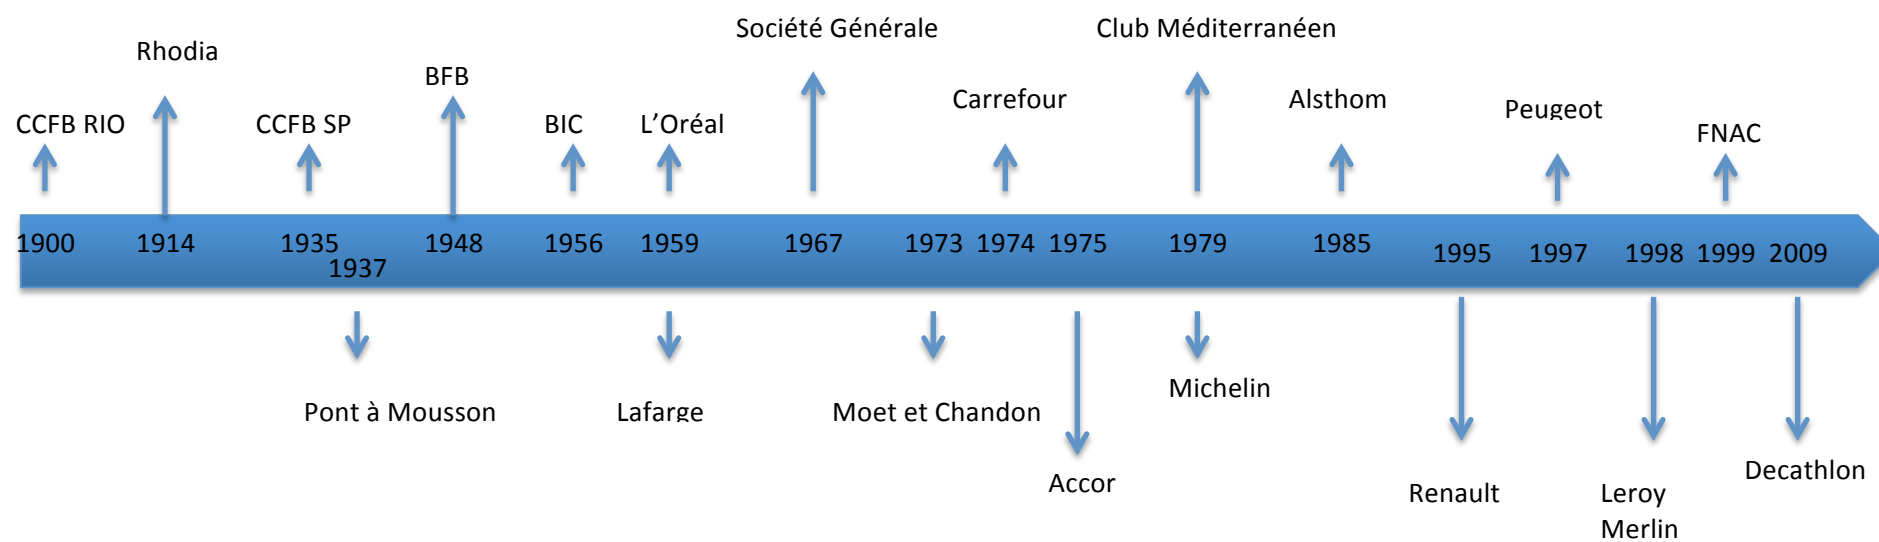 Société Générale
Club Méditerranéen
Rhodia
BFB
Carrefour
Alsthom
Peugeot
CCFB RIO
CCFB SP
BIC
L'Oréal
FNAC
1900
1914
1935
1937
1948
1956
1959
1967
1973
1974
1975
1979
1985
1995
1997
1998
1999
2009
Pont à Mousson
Lafarge
Moet et Chandon
Michelin
Accor
Renault
Leroy
Merlin
Decathlon